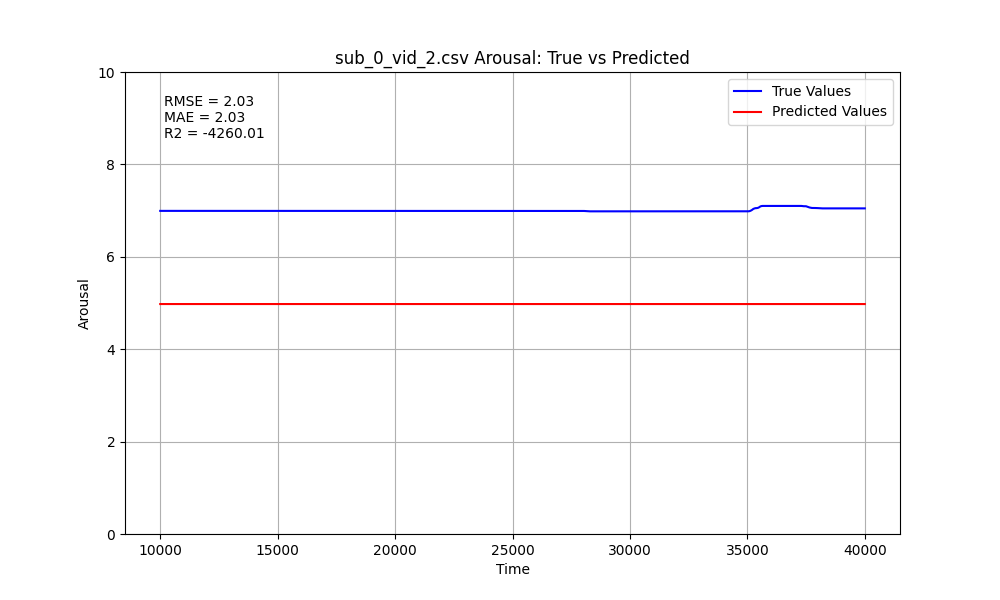 sub_0_vid_2.csv Arousal: True vs Predicted
10
RMSE = 2.03
MAE = 2.03
R2 = -4260.01
True Values
Predicted Values
8
6
4
2
0
Arousal
10000 15000 20000 25000 30000 35000 40000
Time